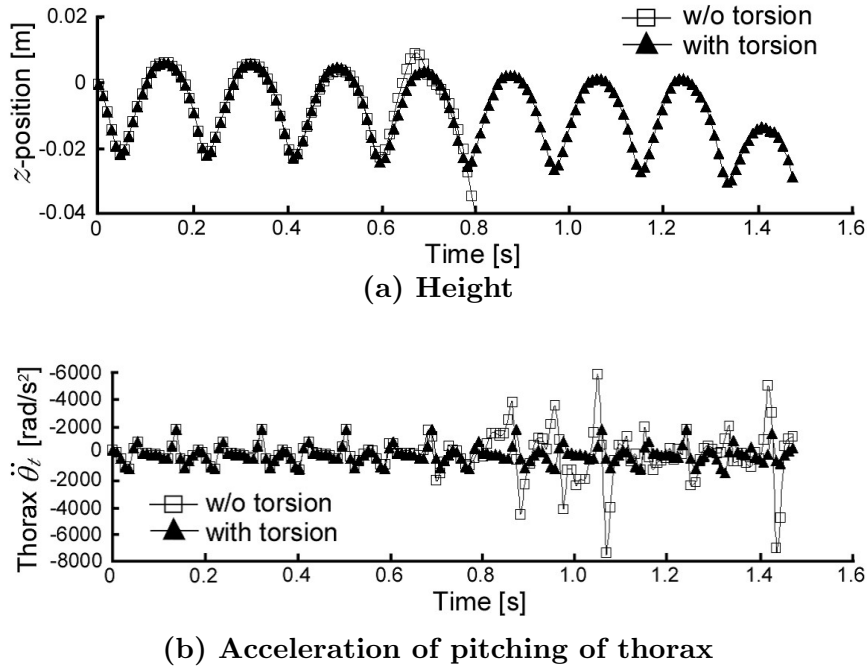 0.02
0
-0.02
-0.04
z-position [m]
w/o torsion
with torsion
0 0.2 0.4 0.6 0.8 1.0 1.2 1.4 1.6
Time [s]
(a) Height
-6000
-4000
-2000
0
-2000
-4000
-6000
-8000
Thorax θ̈ₜ [rad/s²]
w/o torsion
with torsion
0 0.2 0.4 0.6 0.8 1.0 1.2 1.4 1.6
Time [s]
(b) Acceleration of pitching of thorax